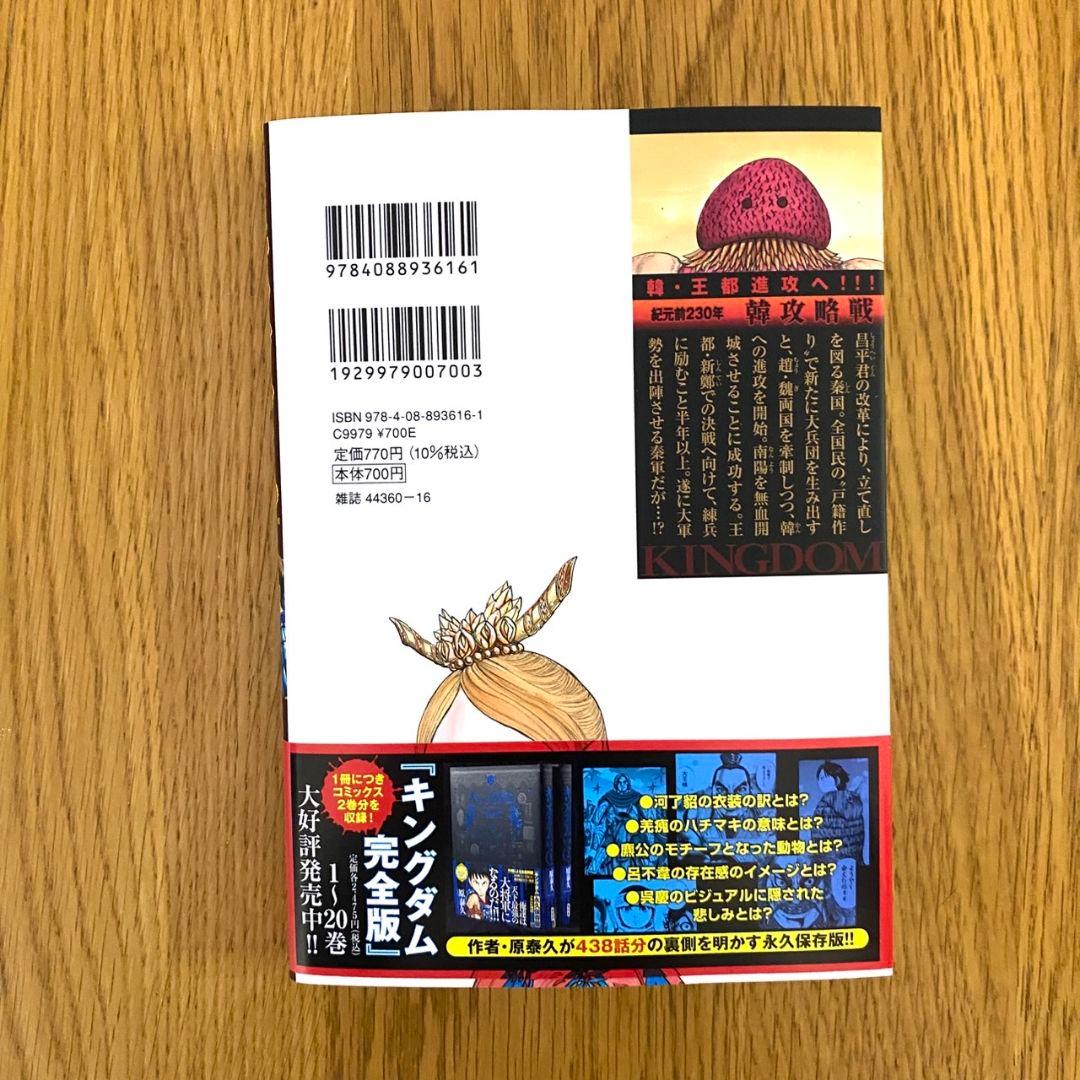 9784088936161
1929979007003
ISBN 978-4-08-893616-1
C9979 ¥700E
定価770円(10%税込)
本体700円
雑誌 44360-16
韓・王都進攻へ!!!
紀元前230年 韓攻略戦
昌平君の改革により、立て直し
を図る秦国。全国民の〝戸籍作
り〟で新たに大兵団を生み出す
と、趙・魏両国を牽制しつつ、韓
への進攻を開始。南陽を無血開
城させることに成功する。王
都・新鄭での決戦へ向けて、練兵
に励むこと半年以上。遂に大軍
勢を出陣させる秦軍だが…!?
KINGDOM
『キングダム
完全版』
1冊につき
コミックス
2巻分を
収録!
定価各2,475円(税込)
1〜20巻
大好評発売中!!
天下最強の
大将軍に
なるのだ!!
●河了貂の衣装の訳とは?
●羌瘣のハチマキの意味とは?
●麃公のモチーフとなった動物とは?
●呂不韋の存在感のイメージとは?
●呉慶のビジュアルに隠された
悲しみとは?
作者・原泰久が438話分の裏側を明かす永久保存版!!